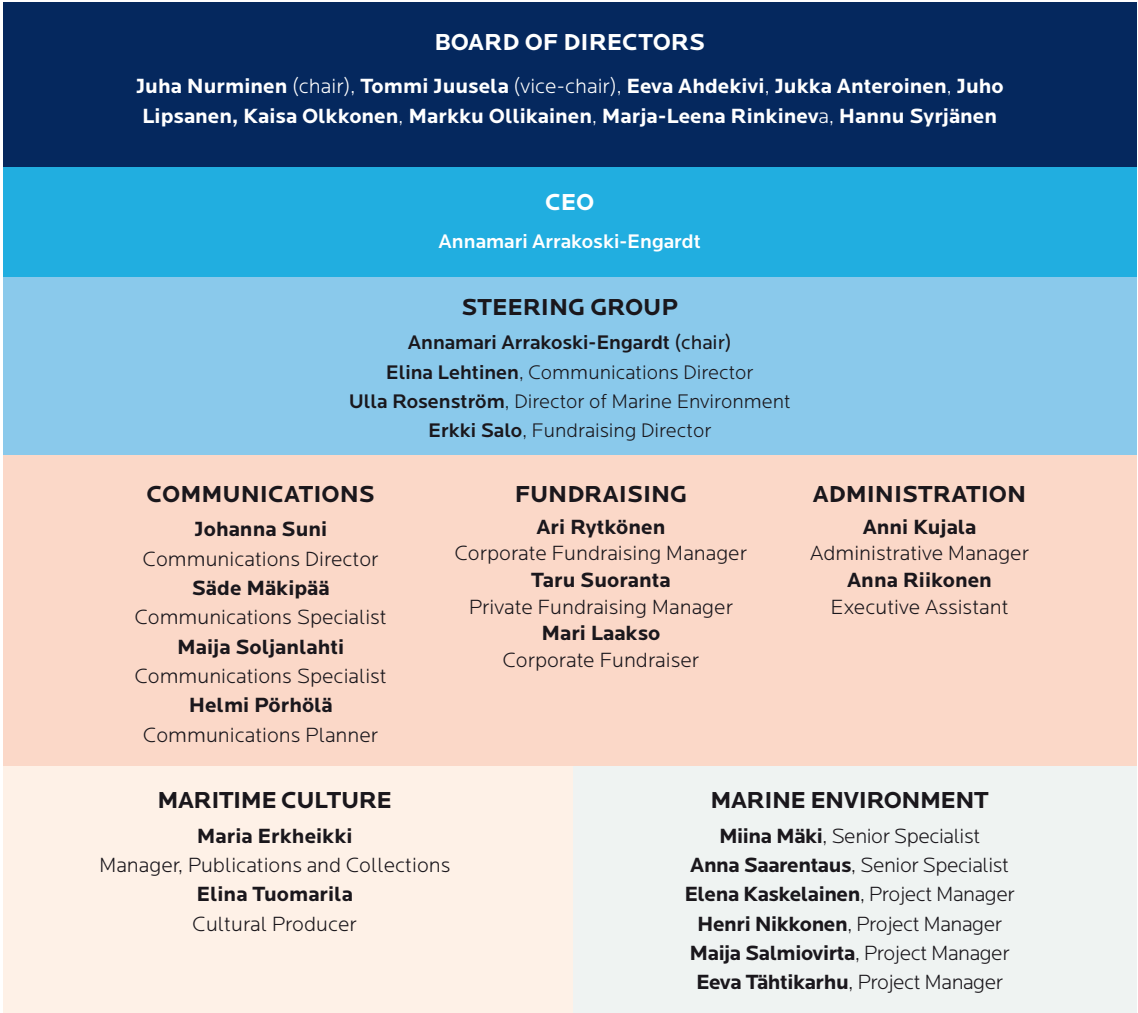 BOARD OF DIRECTORS
Juha Nurminen (chair), Tommi Juusela (vice-chair), Eeva Ahdekivi, Jukka Anteroinen, Juho
Lipsanen, Kaisa Olkkonen, Markku Ollikainen, Marja-Leena Rinkineva, Hannu Syrjänen
CEO
Annamari Arrakoski-Engardt
STEERING GROUP
Annamari Arrakoski-Engardt (chair)
Elina Lehtinen, Communications Director
Ulla Rosenström, Director of Marine Environment
Erkki Salo, Fundraising Director
COMMUNICATIONS
Johanna Suni
Communications Director
Säde Mäkipää
Communications Specialist
Maija Soljanlahti
Communications Specialist
Helmi Pörhölä
Communications Planner
FUNDRAISING
Ari Rytkönen
Corporate Fundraising Manager
Taru Suoranta
Private Fundraising Manager
Mari Laakso
Corporate Fundraiser
ADMINISTRATION
Anni Kujala
Administrative Manager
Anna Riikonen
Executive Assistant
MARITIME CULTURE
Maria Erkheikki
Manager, Publications and Collections
Elina Tuomarila
Cultural Producer
MARINE ENVIRONMENT
Miina Mäki, Senior Specialist
Anna Saarentaus, Senior Specialist
Elena Kaskelainen, Project Manager
Henri Nikkonen, Project Manager
Maija Salmiovirta, Project Manager
Eeva Tähtikarhu, Project Manager